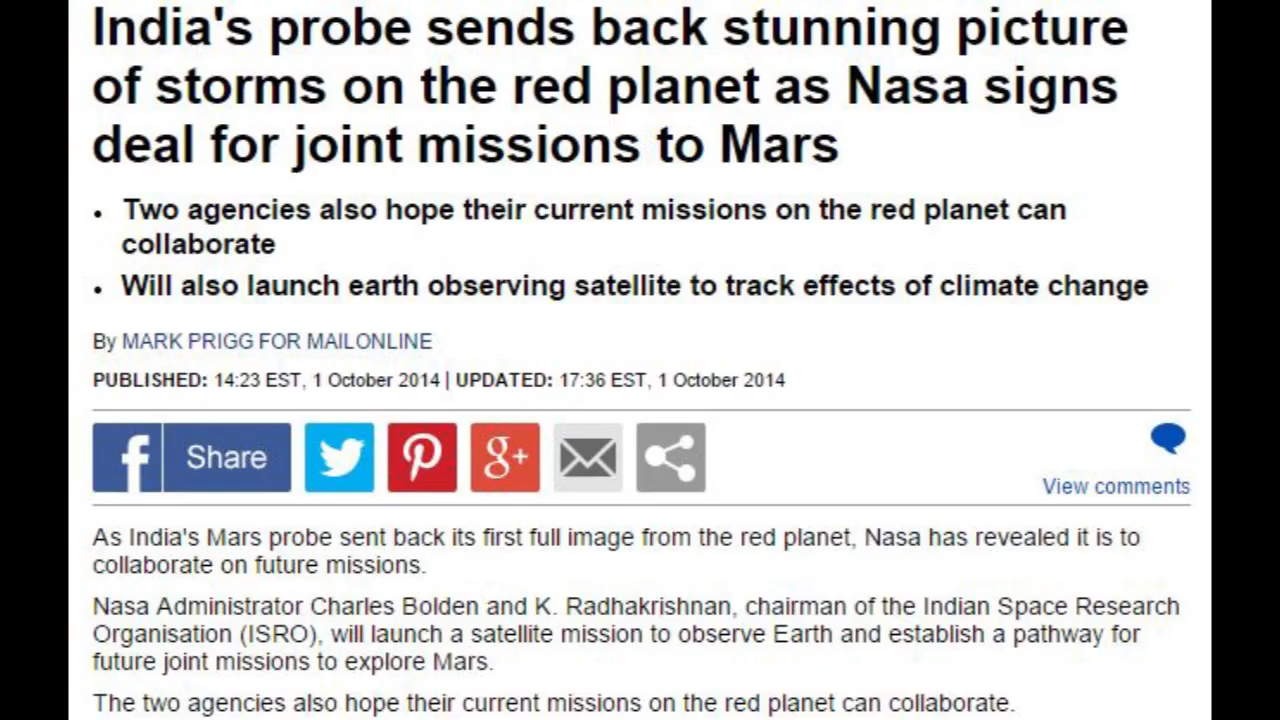 India's probe sends back stunning picture
of storms on the red planet as Nasa signs
deal for joint missions to Mars
• Two agencies also hope their current missions on the red planet can
collaborate
• Will also launch earth observing satellite to track effects of climate change
By MARK PRIGG FOR MAILONLINE
PUBLISHED: 14:23 EST, 1 October 2014 | UPDATED: 17:36 EST, 1 October 2014
f Share g+
View comments
As India's Mars probe sent back its first full image from the red planet, Nasa has revealed it is to
collaborate on future missions.
Nasa Administrator Charles Bolden and K. Radhakrishnan, chairman of the Indian Space Research
Organisation (ISRO), will launch a satellite mission to observe Earth and establish a pathway for
future joint missions to explore Mars.
The two agencies also hope their current missions on the red planet can collaborate.